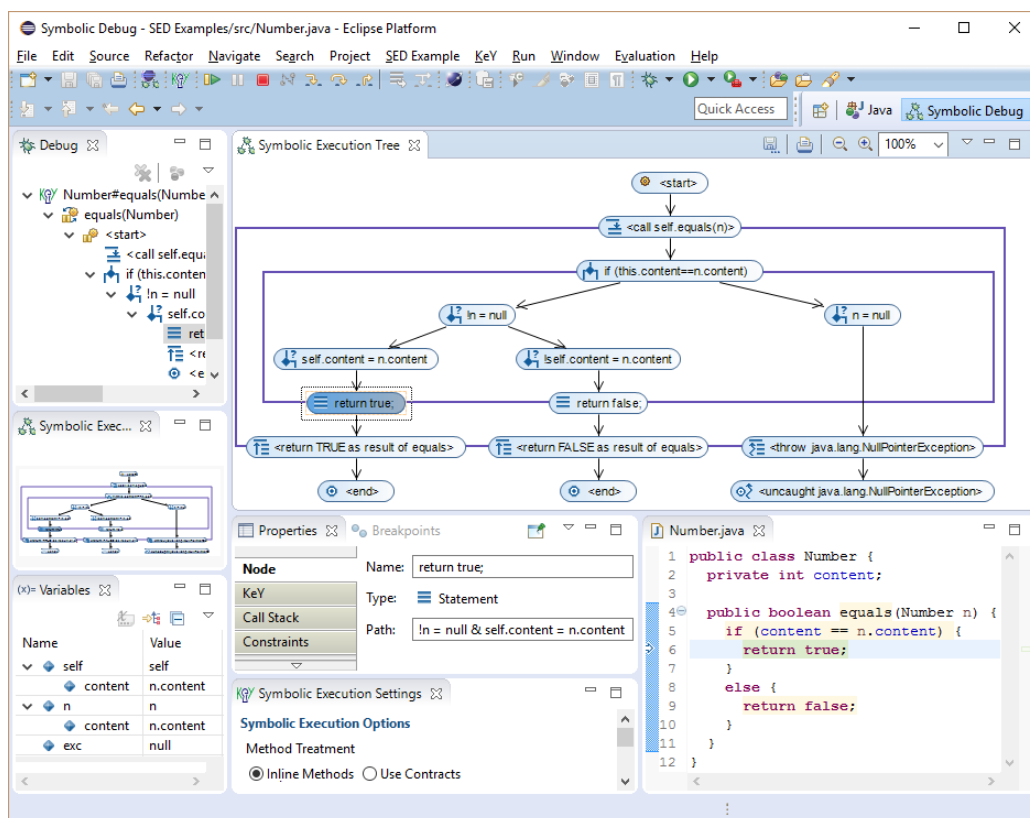 Symbolic Debug - SED Examples/src/Number.java - Eclipse Platform
File Edit Source Refactor Navigate Search Project SED Example KeY Run Window Evaluation Help
Quick Access
Java
Symbolic Debug
Debug
Number#equals(Numbe
equals(Number)
<start>
<call self.equa
if (this.conten
!n = null
self.co
ret
<re
<e
Symbolic Exec...
(x)= Variables
Name Value
self self
content n.content
n n
content n.content
exc null
Symbolic Execution Tree
100%
<start>
<call self.equals(n)>
if (this.content==n.content)
!n = null
n = null
self.content = n.content
!self.content = n.content
return true;
return false;
<return TRUE as result of equals>
<return FALSE as result of equals>
<throw java.lang.NullPointerException>
<end>
<end>
<uncaught java.lang.NullPointerException>
Properties
Breakpoints
Node
KeY
Call Stack
Constraints
Name: return true;
Type: Statement
Path: !n = null & self.content = n.content
Symbolic Execution Settings
Symbolic Execution Options
Method Treatment
Inline Methods Use Contracts
Number.java
1 public class Number {
2 private int content;
3
4 public boolean equals(Number n) {
5 if (content == n.content) {
6 return true;
7 }
8 else {
9 return false;
10 }
11 }
12 }